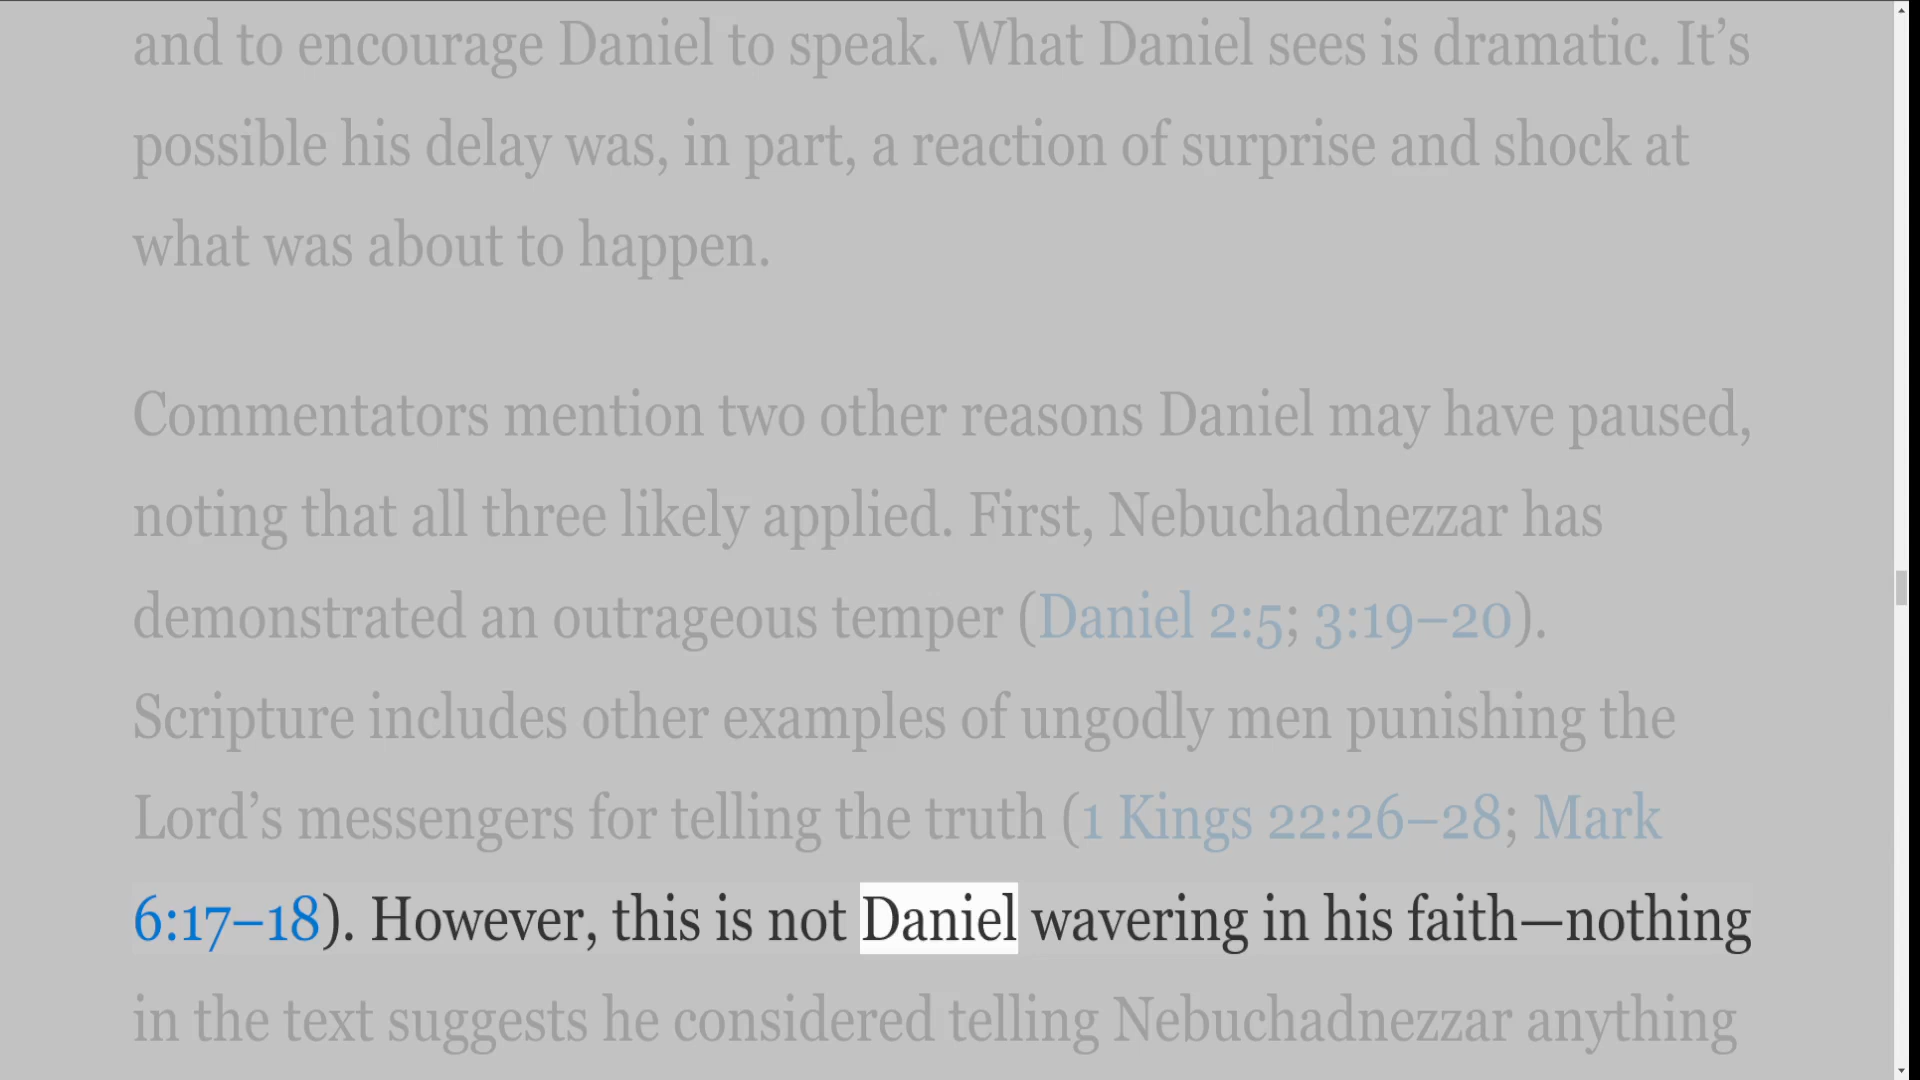 and to encourage Daniel to speak. What Daniel sees is dramatic. It’s
possible his delay was, in part, a reaction of surprise and shock at
what was about to happen.
Commentators mention two other reasons Daniel may have paused,
noting that all three likely applied. First, Nebuchadnezzar has
demonstrated an outrageous temper (Daniel 2:5; 3:19–20).
Scripture includes other examples of ungodly men punishing the
Lord’s messengers for telling the truth (1 Kings 22:26–28; Mark
6:17–18). However, this is not Daniel wavering in his faith—nothing
in the text suggests he considered telling Nebuchadnezzar anything